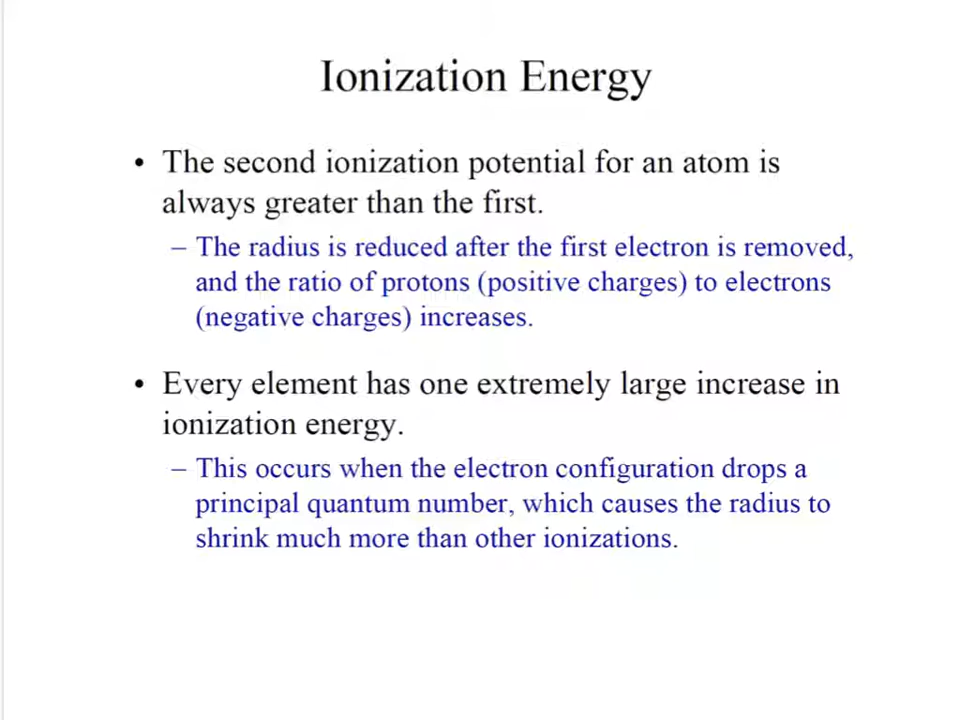 Ionization Energy
• The second ionization potential for an atom is
always greater than the first.
– The radius is reduced after the first electron is removed,
and the ratio of protons (positive charges) to electrons
(negative charges) increases.
• Every element has one extremely large increase in
ionization energy.
– This occurs when the electron configuration drops a
principal quantum number, which causes the radius to
shrink much more than other ionizations.